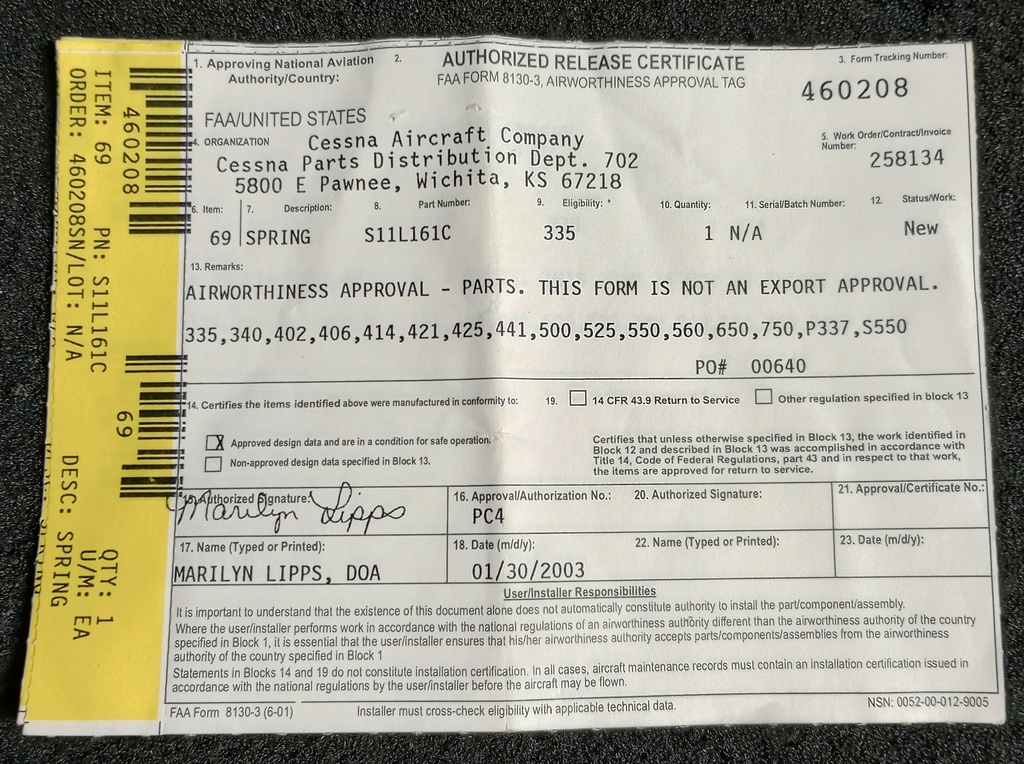 1. Approving National Aviation Authority/Country:
2.
AUTHORIZED RELEASE CERTIFICATE
FAA FORM 8130-3, AIRWORTHINESS APPROVAL TAG
3. Form Tracking Number:
460208
FAA/UNITED STATES
4. ORGANIZATION
Cessna Aircraft Company
Cessna Parts Distribution Dept. 702
5800 E Pawnee, Wichita, KS 67218
5. Work Order/Contract/Invoice
Number:
258134
6. Item: 7. Description: 8. Part Number: 9. Eligibility: * 10. Quantity: 11. Serial/Batch Number: 12. Status/Work:
69 SPRING S11L161C 335 1 N/A New
13. Remarks:
AIRWORTHINESS APPROVAL - PARTS. THIS FORM IS NOT AN EXPORT APPROVAL.
335,340,402,406,414,421,425,441,500,525,550,560,650,750,P337,S550
PO# 00640
14. Certifies the items identified above were manufactured in conformity to:
X Approved design data and are in a condition for safe operation.
Non-approved design data specified in Block 13.
19. 14 CFR 43.9 Return to Service Other regulation specified in block 13
Certifies that unless otherwise specified in Block 13, the work identified in
Block 12 and described in Block 13 was accomplished in accordance with
Title 14, Code of Federal Regulations, part 43 and in respect to that work,
the items are approved for return to service.
15. Authorized Signature:
Marilyn Lipps
16. Approval/Authorization No.:
PC4
20. Authorized Signature:
21. Approval/Certificate No.:
17. Name (Typed or Printed):
MARILYN LIPPS, DOA
18. Date (m/d/y):
01/30/2003
22. Name (Typed or Printed):
23. Date (m/d/y):
User/Installer Responsibilities
It is important to understand that the existence of this document alone does not automatically constitute authority to install the part/component/assembly.
Where the user/installer performs work in accordance with the national regulations of an airworthiness authority different than the airworthiness authority of the country
specified in Block 1, it is essential that the user/installer ensures that his/her airworthiness authority accepts parts/components/assemblies from the airworthiness
authority of the country specified in Block 1
Statements in Blocks 14 and 19 do not constitute installation certification. In all cases, aircraft maintenance records must contain an installation certification issued in
accordance with the national regulations by the user/installer before the aircraft may be flown.
FAA Form 8130-3 (6-01)
Installer must cross-check eligibility with applicable technical data.
NSN: 0052-00-012-9005
460208
69
ITEM: 69 PN: S11L161C QTY: 1
ORDER: 460208SN/LOT: N/A U/M: EA
DESC: SPRING